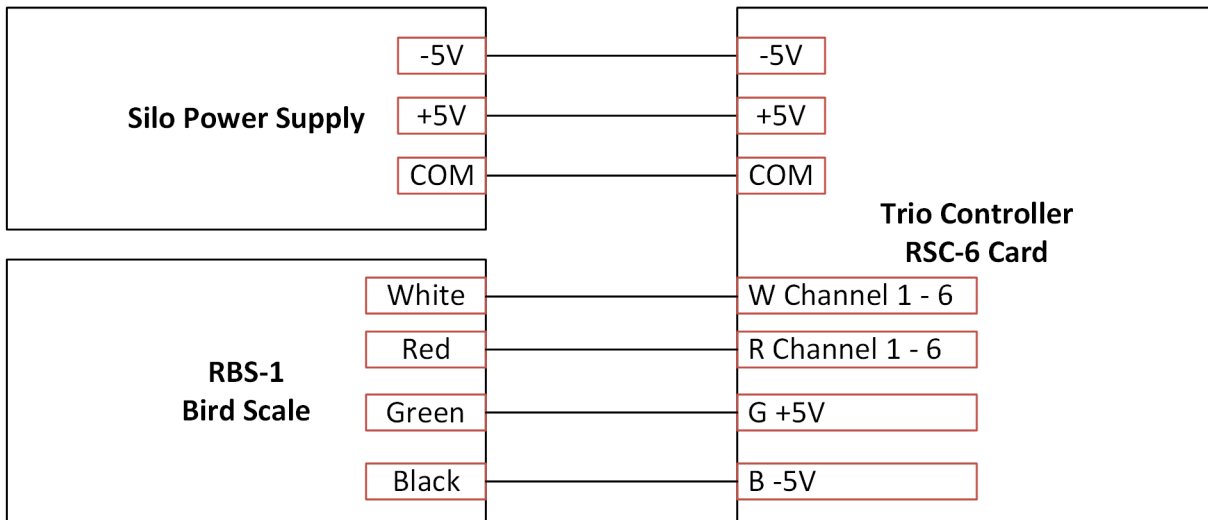 Silo Power Supply
-5V
+5V
COM
-5V
+5V
COM
Trio Controller
RSC-6 Card
RBS-1
Bird Scale
White
Red
Green
Black
W Channel 1 - 6
R Channel 1 - 6
G +5V
B -5V